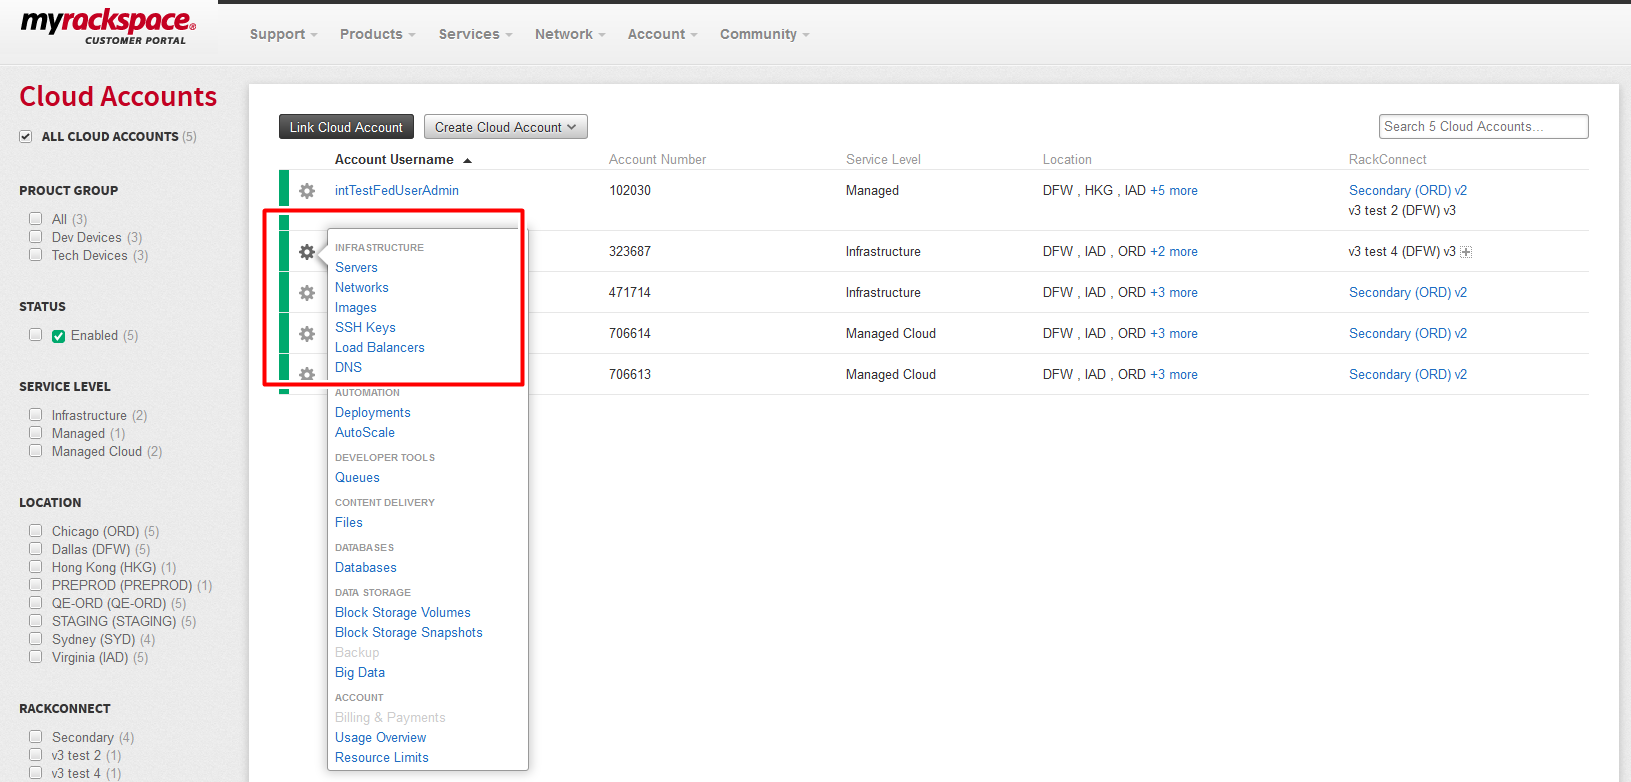 myrackspace®
CUSTOMER PORTAL
Support
Products
Services
Network
Account
Community
Cloud Accounts
ALL CLOUD ACCOUNTS (5)
PROUCT GROUP
All (3)
Dev Devices (3)
Tech Devices (3)
STATUS
Enabled (5)
SERVICE LEVEL
Infrastructure (2)
Managed (1)
Managed Cloud (2)
LOCATION
Chicago (ORD) (5)
Dallas (DFW) (5)
Hong Kong (HKG) (1)
PREPROD (PREPROD) (1)
QE-ORD (QE-ORD) (5)
STAGING (STAGING) (5)
Sydney (SYD) (4)
Virginia (IAD) (5)
RACKCONNECT
Secondary (4)
v3 test 2 (1)
v3 test 4 (1)
Link Cloud Account
Create Cloud Account
Search 5 Cloud Accounts...
Account Username Account Number Service Level Location RackConnect
intTestFedUserAdmin 102030 Managed DFW , HKG , IAD +5 more Secondary (ORD) v2
v3 test 2 (DFW) v3
323687 Infrastructure DFW , IAD , ORD +2 more v3 test 4 (DFW) v3
471714 Infrastructure DFW , IAD , ORD +3 more Secondary (ORD) v2
706614 Managed Cloud DFW , IAD , ORD +3 more Secondary (ORD) v2
706613 Managed Cloud DFW , IAD , ORD +3 more Secondary (ORD) v2
INFRASTRUCTURE
Servers
Networks
Images
SSH Keys
Load Balancers
DNS
AUTOMATION
Deployments
AutoScale
DEVELOPER TOOLS
Queues
CONTENT DELIVERY
Files
DATABASES
Databases
DATA STORAGE
Block Storage Volumes
Block Storage Snapshots
Backup
Big Data
ACCOUNT
Billing & Payments
Usage Overview
Resource Limits